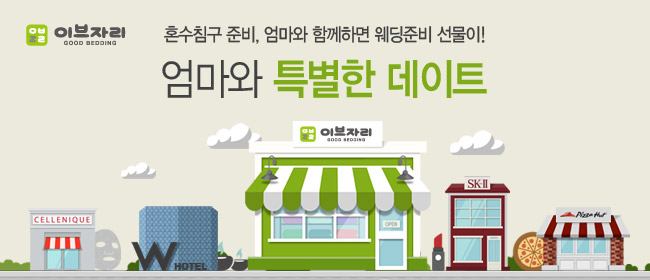 이브자리
GOOD BEDDING
혼수침구 준비, 엄마와 함께하면 웨딩준비 선물이!
엄마와 특별한 데이트
이브자리
GOOD BEDDING
CELLENIQUE
W HOTEL
OPEN
SK-II
Pizza Hut